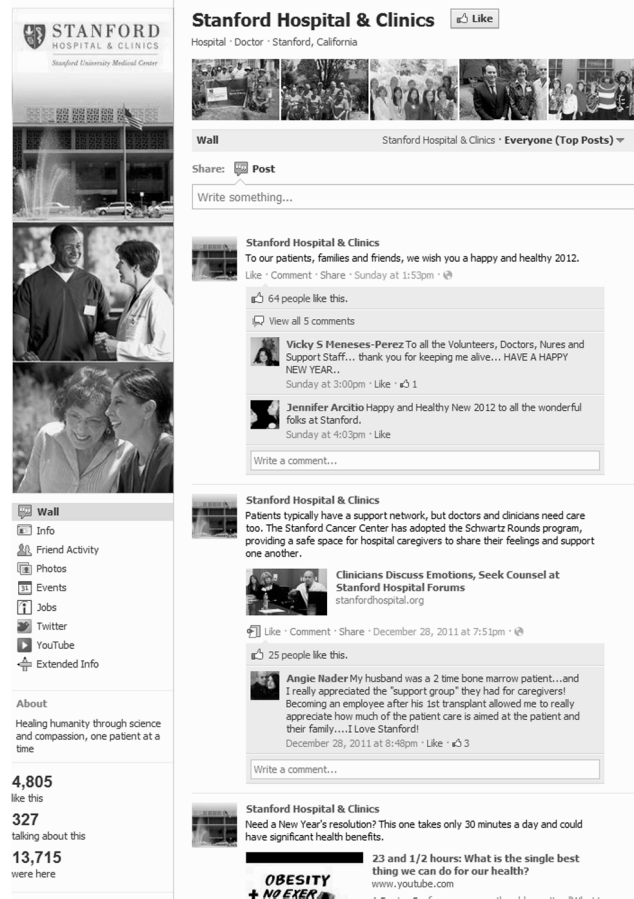 STANFORD
HOSPITAL & CLINICS
Stanford University Medical Center
Wall
Info
Friend Activity
Photos
31 Events
Jobs
Twitter
YouTube
Extended Info
About
Healing humanity through science
and compassion, one patient at a
time
4,805
like this
327
talking about this
13,715
were here
Stanford Hospital & Clinics Like
Hospital · Doctor · Stanford, California
Wall Stanford Hospital & Clinics · Everyone (Top Posts)
Share: Post
Write something...
Stanford Hospital & Clinics
To our patients, families and friends, we wish you a happy and healthy 2012.
Like · Comment · Share · Sunday at 1:53pm ·
64 people like this.
View all 5 comments
Vicky S Meneses-Perez To all the Volunteers, Doctors, Nures and
Support Staff... thank you for keeping me alive... HAVE A HAPPY
NEW YEAR..
Sunday at 3:00pm · Like · 1
Jennifer Arcitio Happy and Healthy New 2012 to all the wonderful
folks at Stanford.
Sunday at 4:03pm · Like
Write a comment...
Stanford Hospital & Clinics
Patients typically have a support network, but doctors and clinicians need care
too. The Stanford Cancer Center has adopted the Schwartz Rounds program,
providing a safe space for hospital caregivers to share their feelings and support
one another.
Clinicians Discuss Emotions, Seek Counsel at
Stanford Hospital Forums
stanfordhospital.org
Like · Comment · Share · December 28, 2011 at 7:51pm ·
25 people like this.
Angie Nader My husband was a 2 time bone marrow patient...and
I really appreciated the "support group" they had for caregivers!
Becoming an employee after his 1st transplant allowed me to really
appreciate how much of the patient care is aimed at the patient and
their family....I Love Stanford!
December 28, 2011 at 8:48pm · Like · 3
Write a comment...
Stanford Hospital & Clinics
Need a New Year's resolution? This one takes only 30 minutes a day and could
have significant health benefits.
OBESITY
+ NO EXER
23 and 1/2 hours: What is the single best
thing we can do for our health?
www.youtube.com